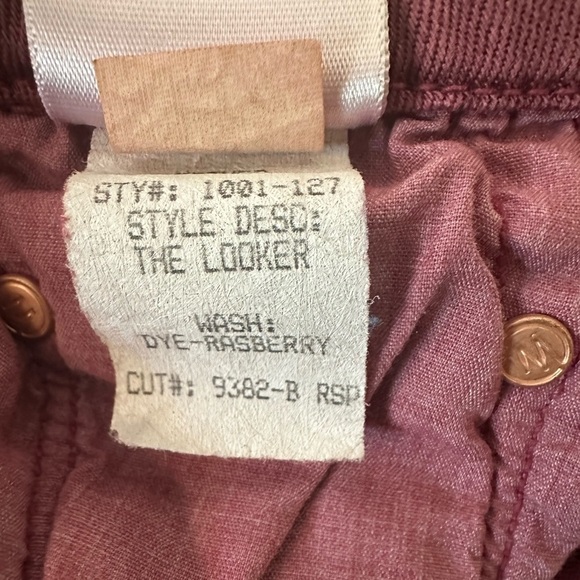 STY#: 1001-127
STYLE DESC:
THE LOOKER
WASH:
DYE-RASBERRY
CUT#: 9382-B RSP
M